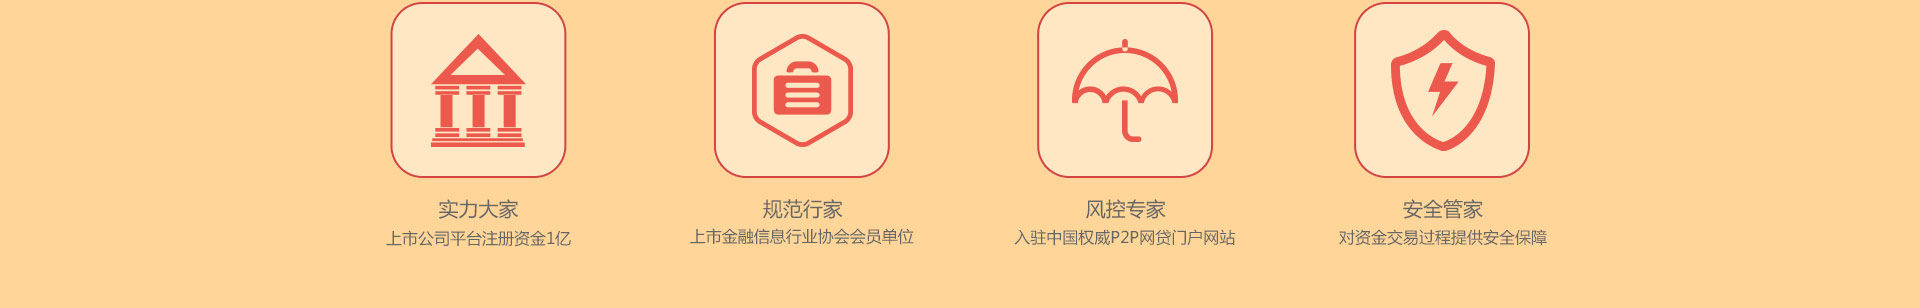 实力大家
上市公司平台注册资金1亿
规范行家
上市金融信息行业协会会员单位
风控专家
入驻中国权威P2P网贷门户网站
安全管家
对资金交易过程提供安全保障